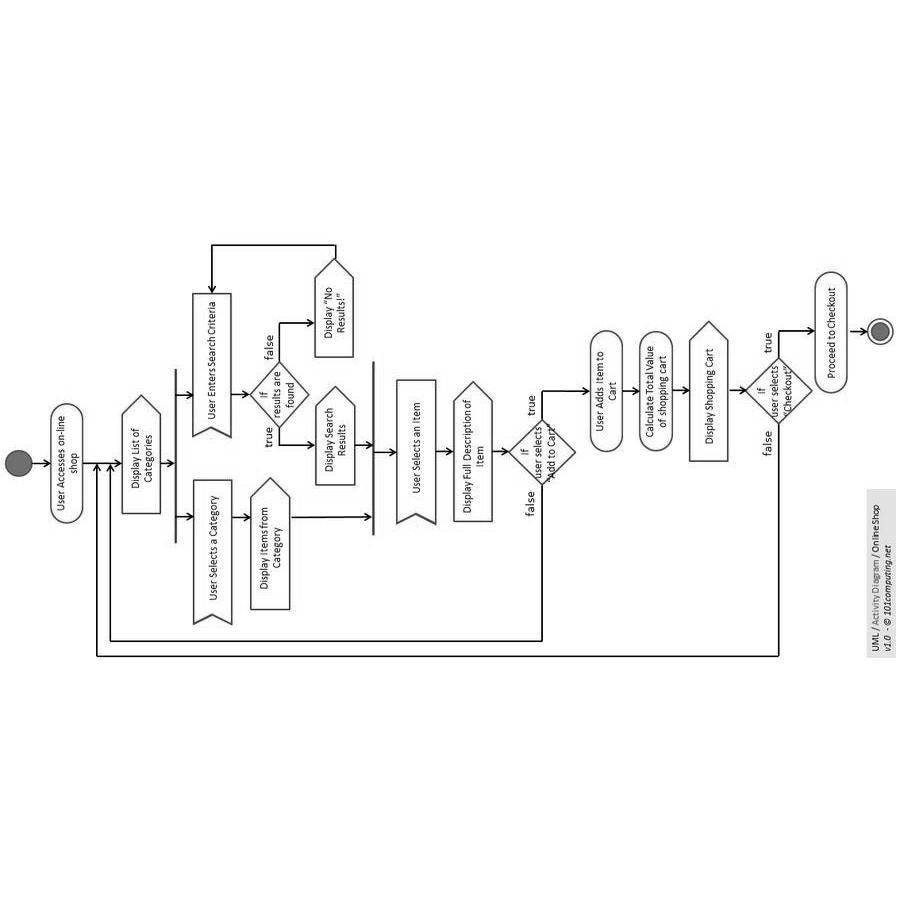 User Accesses on-line
shop
Display List of
Categories
User Enters Search Criteria
User Selects a Category
If
results are
found
false
true
Display "No
Results!"
Display Search
Results
Display Items from
Category
User Selects an Item
Display Full Description of
Item
If
user selects
"Add to Cart"
true
false
User Adds Item to
Cart
Calculate Total Value
of shopping cart
Display Shopping Cart
If
user selects
"Checkout"
true
false
Proceed to Checkout
UML / Activity Diagram / Online Shop
v1.0 - © 101computing.net